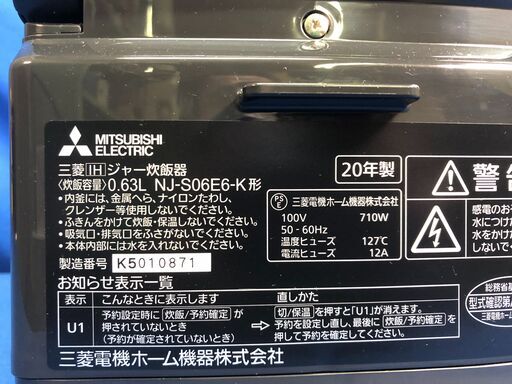 MITSUBISHI
ELECTRIC
三菱IHジャー炊飯器
〈炊飯容量〉0.63L NJ-S06E6-K形
20年製
・内釜には、金属へら、ナイロンたわし、
クレンザー等使用しないでください。
・ふきんをかけて炊飯・保温しないでください。
・吸気口・排気口をふさがないでください。
・本体内部には水を入れないでください。
製造番号 K5010871
PSE
三菱電機ホーム機器株式会社
100V 710W
50-60Hz
温度ヒューズ 127℃
電流ヒューズ 12A
警告
感電のお
水につけ
水をかけ
お知らせ表示一覧
表示 こんなときに表示します 直しかた
U1
予約設定時に 炊飯/予約確定 が
押されていないとき
(予約が確定されていないとき)
切/保温 を押すと「U1」が消えます。
予約を設定し直し、最後に 炊飯/予約確定 を
押して予約を確定してください。
三菱電機ホーム機器株式会社
総務省
型式確認第